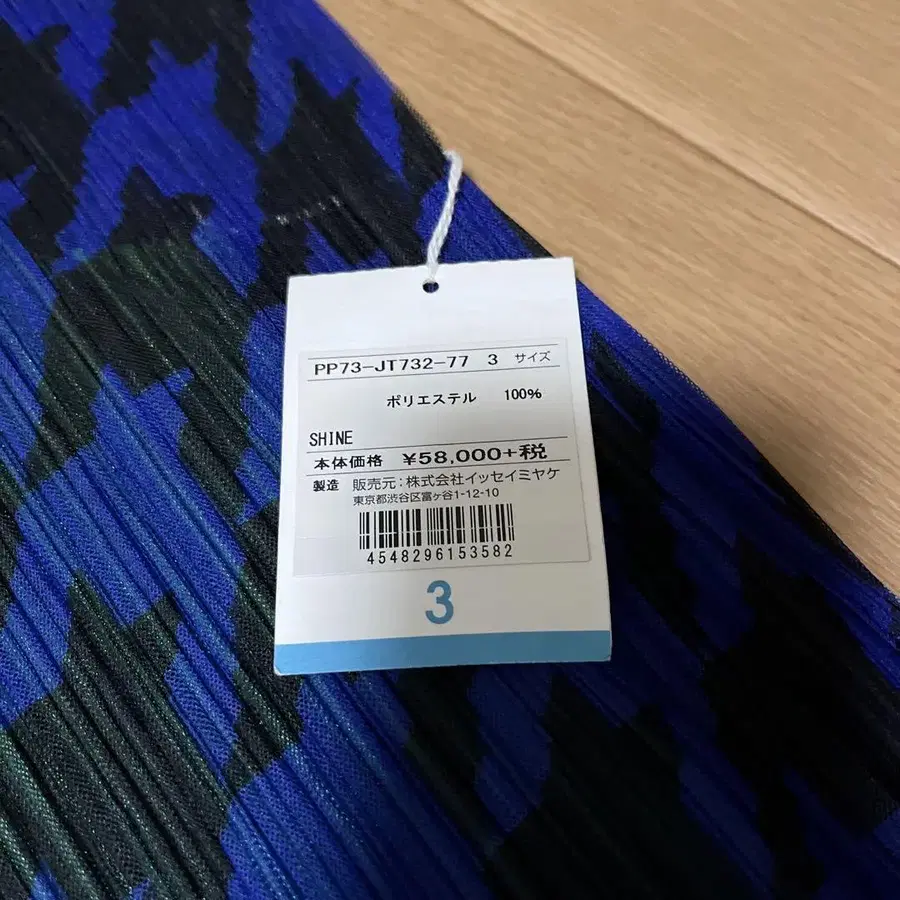 PP73-JT732-77 3 サイズ
ポリエステル 100%
SHINE
本体価格 ¥58,000+税
製造 販売元:株式会社イッセイミヤケ
東京都渋谷区富ヶ谷1-12-10
4548296153582
3